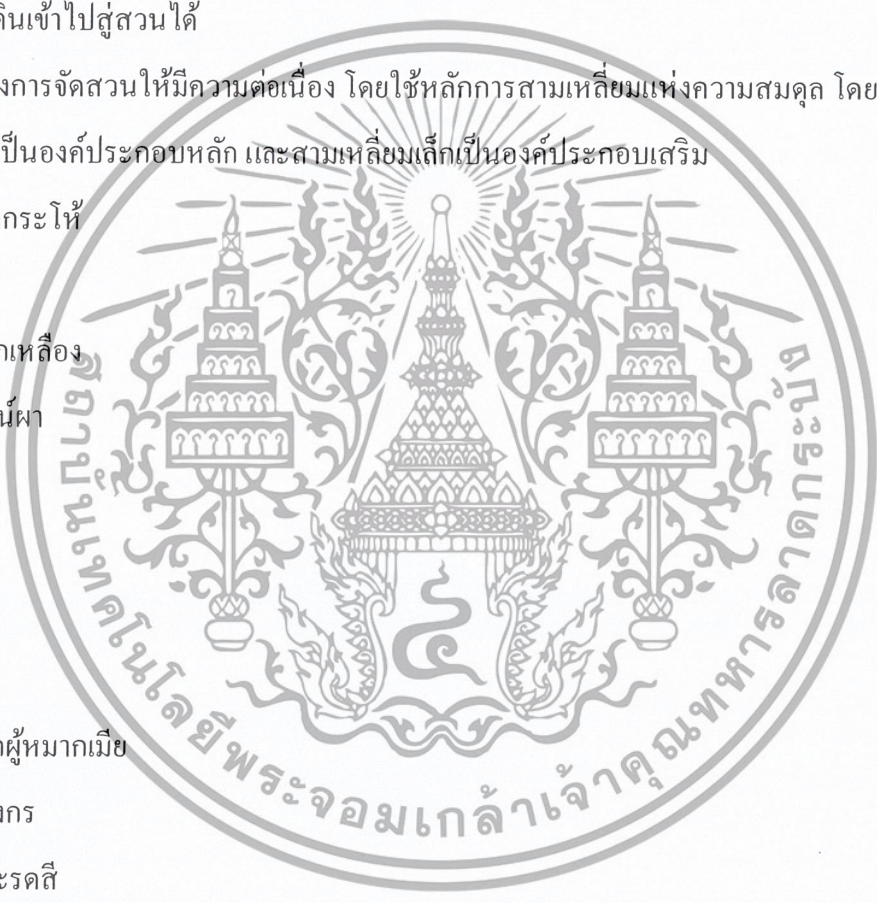 ดินเข้าไปสู่สวนได้
งการจัดสวนให้มีความต่อเนื่อง โดยใช้หลักการสามเหลี่ยมแห่งความสมดุล โดย
เป็นองค์ประกอบหลัก และสามเหลี่ยมเล็กเป็นองค์ประกอบเสริม
กระโห้
เหลือง
น์ผา
ผู้หมากเมีย
งกร
ะรดสี
สถาบันเทคโนโลยีพระจอมเกล้าเจ้าคุณทหารลาดกระบัง
๔